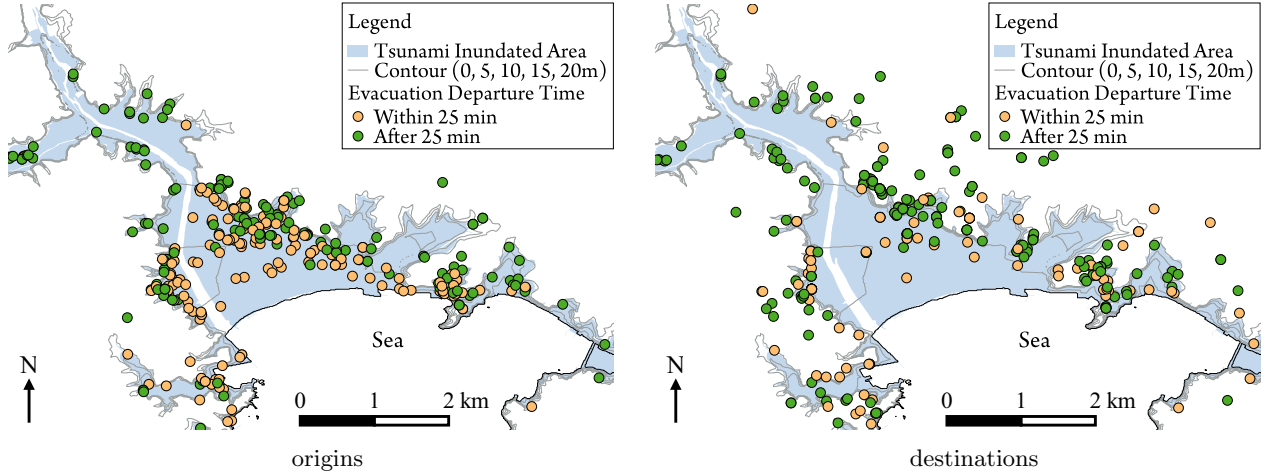 Legend
Tsunami Inundated Area
Contour (0, 5, 10, 15, 20m)
Evacuation Departure Time
Within 25 min
After 25 min
N
Sea
0 1 2 km
origins
Legend
Tsunami Inundated Area
Contour (0, 5, 10, 15, 20m)
Evacuation Departure Time
Within 25 min
After 25 min
N
Sea
0 1 2 km
destinations